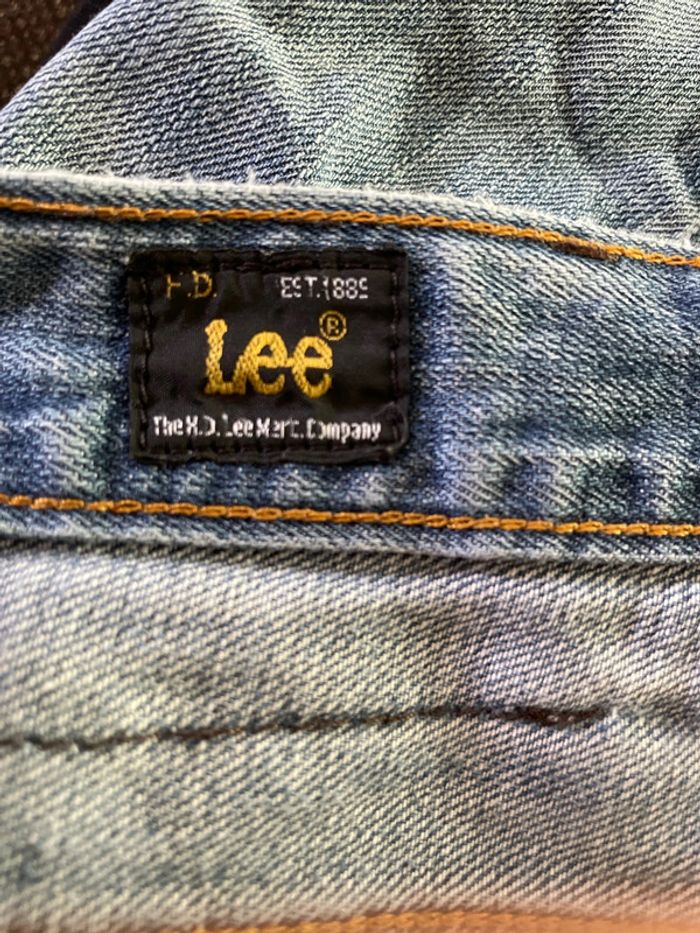 H.D. EST.1889
Lee®
The H.D. Lee Merc. Company